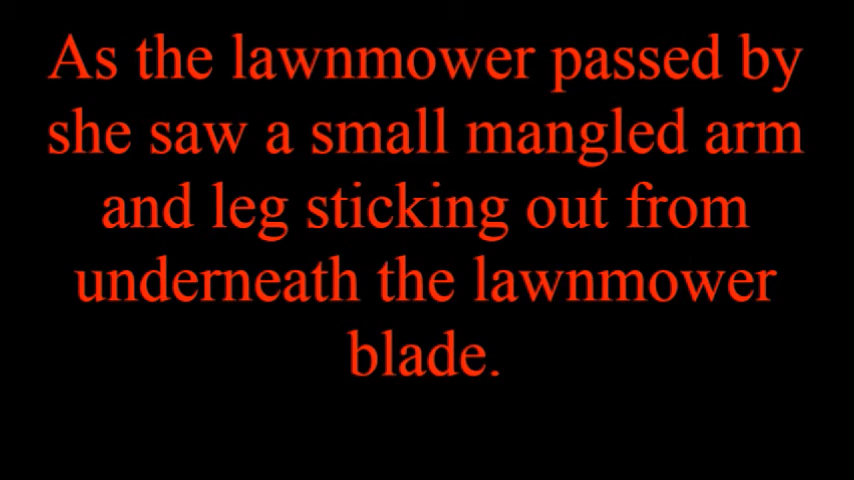 As the lawnmower passed by
she saw a small mangled arm
and leg sticking out from
underneath the lawnmower
blade.